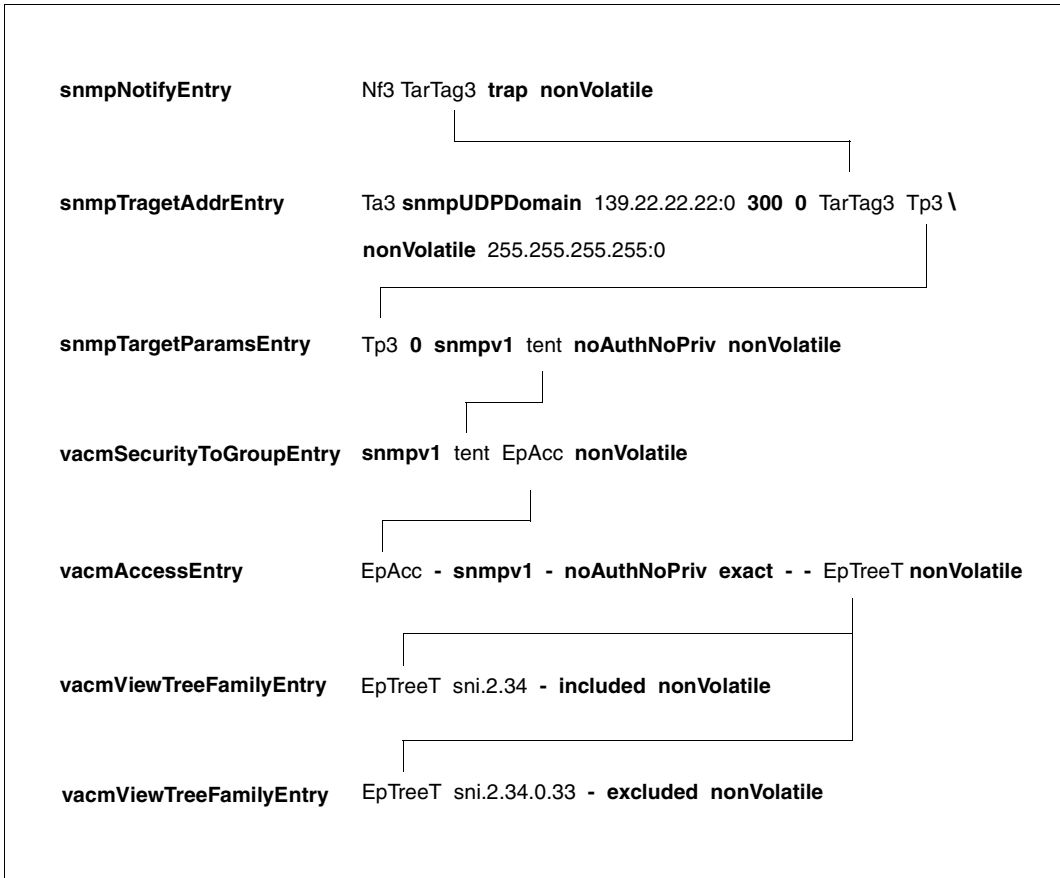 snmpNotifyEntry Nf3 TarTag3 trap nonVolatile
snmpTragetAddrEntry Ta3 snmpUDPDomain 139.22.22.22:0 300 0 TarTag3 Tp3 \
nonVolatile 255.255.255.255:0
snmpTargetParamsEntry Tp3 0 snmpv1 tent noAuthNoPriv nonVolatile
vacmSecurityToGroupEntry snmpv1 tent EpAcc nonVolatile
vacmAccessEntry EpAcc - snmpv1 - noAuthNoPriv exact - - EpTreeT nonVolatile
vacmViewTreeFamilyEntry EpTreeT sni.2.34 - included nonVolatile
vacmViewTreeFamilyEntry EpTreeT sni.2.34.0.33 - excluded nonVolatile